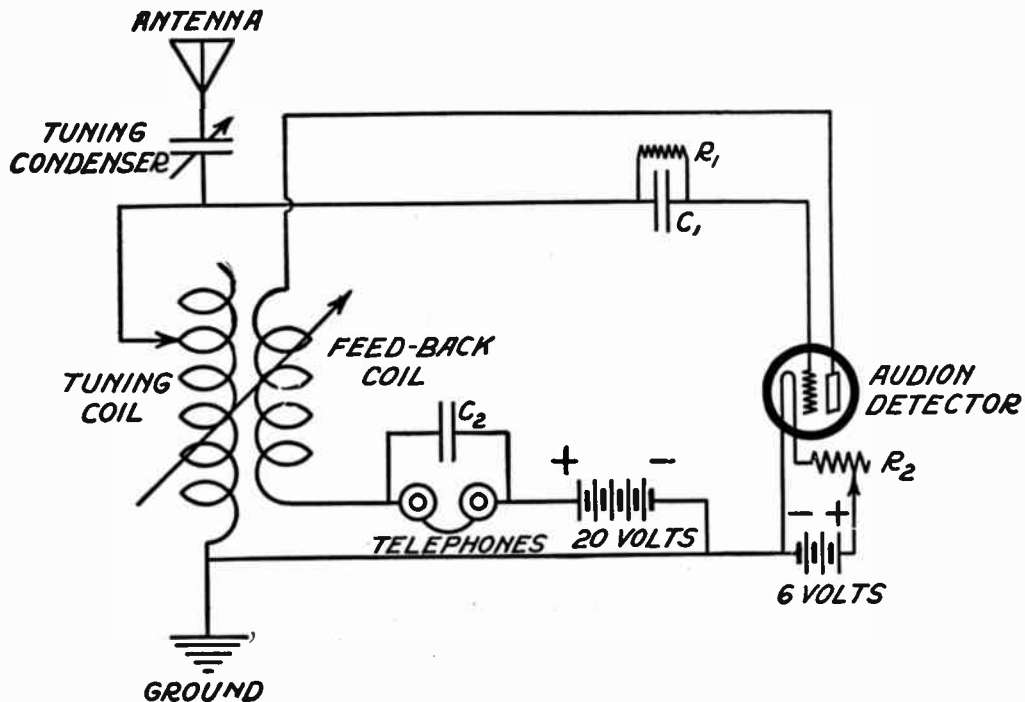 ANTENNA
TUNING
CONDENSER
R₁
C₁
FEED-BACK
COIL
TUNING
COIL
AUDION
DETECTOR
C₂
R₂
+ -
- +
TELEPHONES
20 VOLTS
6 VOLTS
GROUND